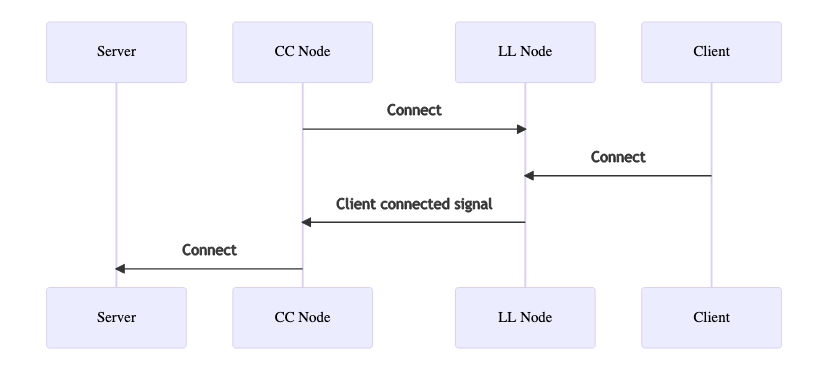 Server
CC Node
LL Node
Client
Connect
Connect
Client connected signal
Connect
Server
CC Node
LL Node
Client